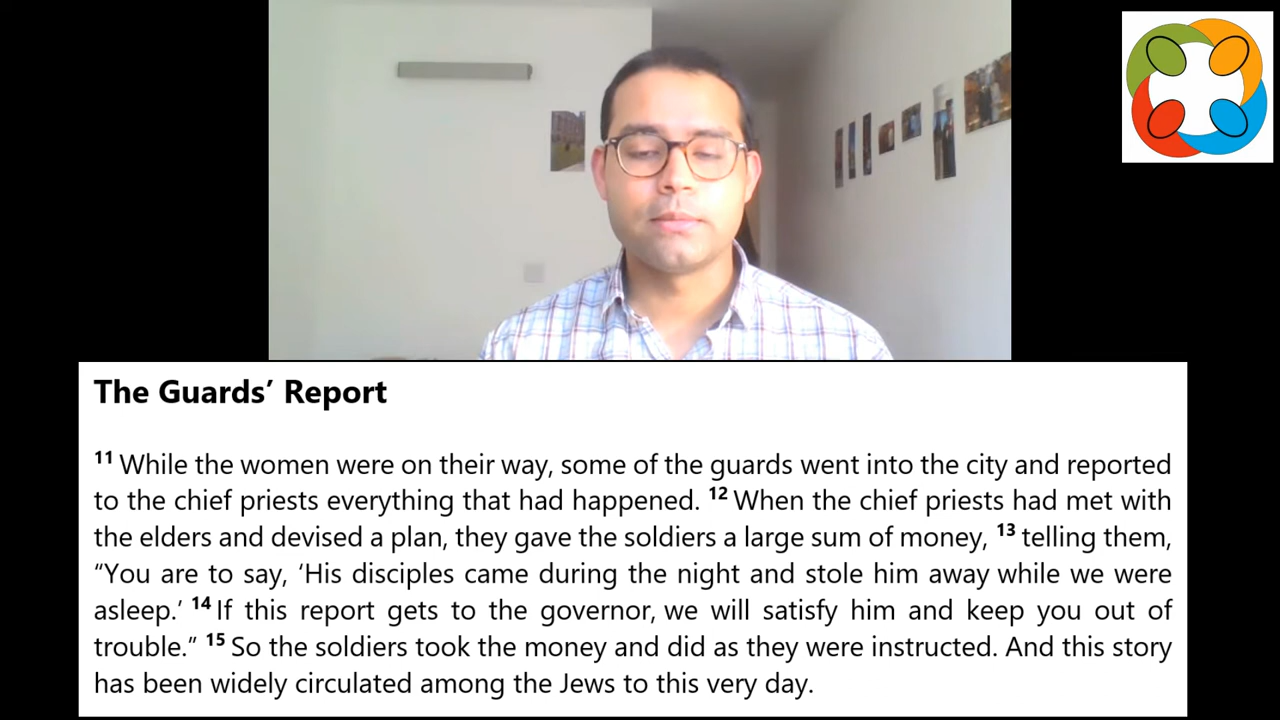 The Guards’ Report
11 While the women were on their way, some of the guards went into the city and reported
to the chief priests everything that had happened. 12 When the chief priests had met with
the elders and devised a plan, they gave the soldiers a large sum of money, 13 telling them,
“You are to say, ‘His disciples came during the night and stole him away while we were
asleep.’ 14 If this report gets to the governor, we will satisfy him and keep you out of
trouble.” 15 So the soldiers took the money and did as they were instructed. And this story
has been widely circulated among the Jews to this very day.